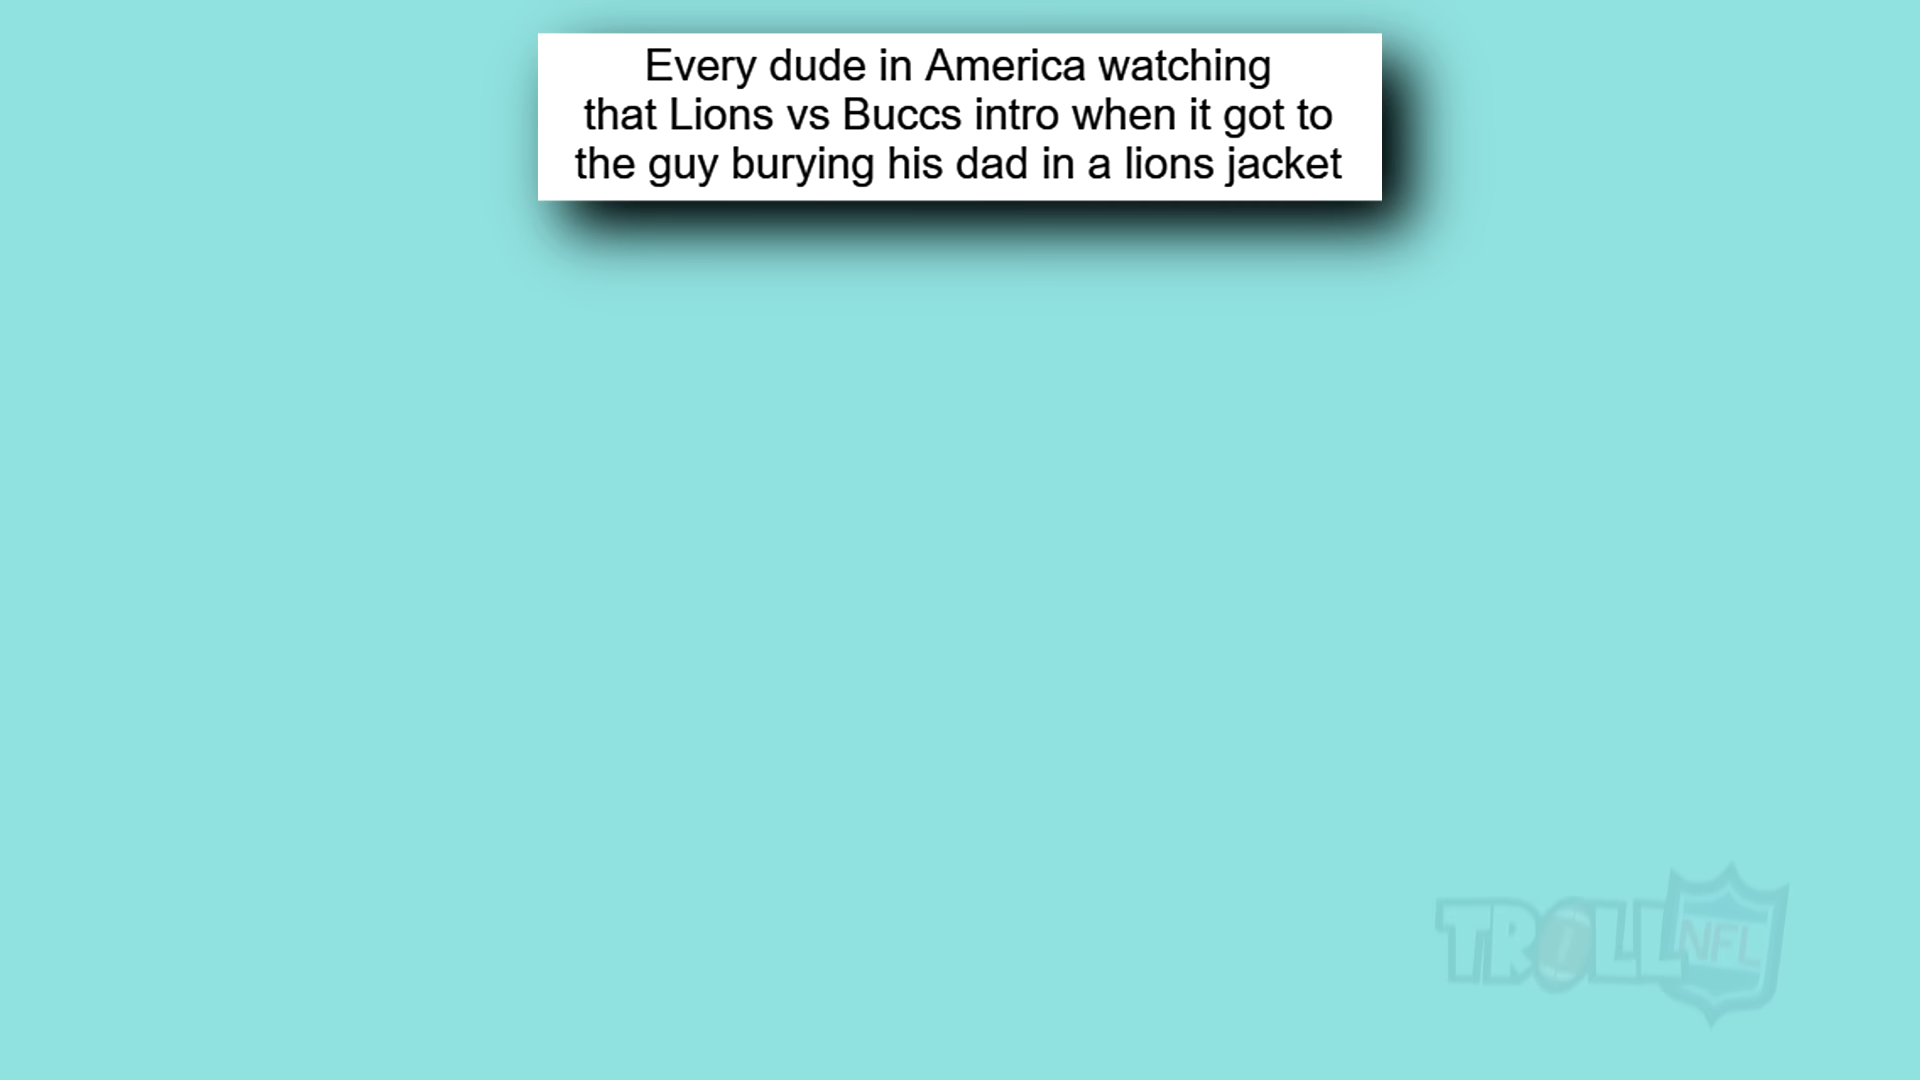 Every dude in America watching
that Lions vs Buccs intro when it got to
the guy burying his dad in a lions jacket
TROLL NFL